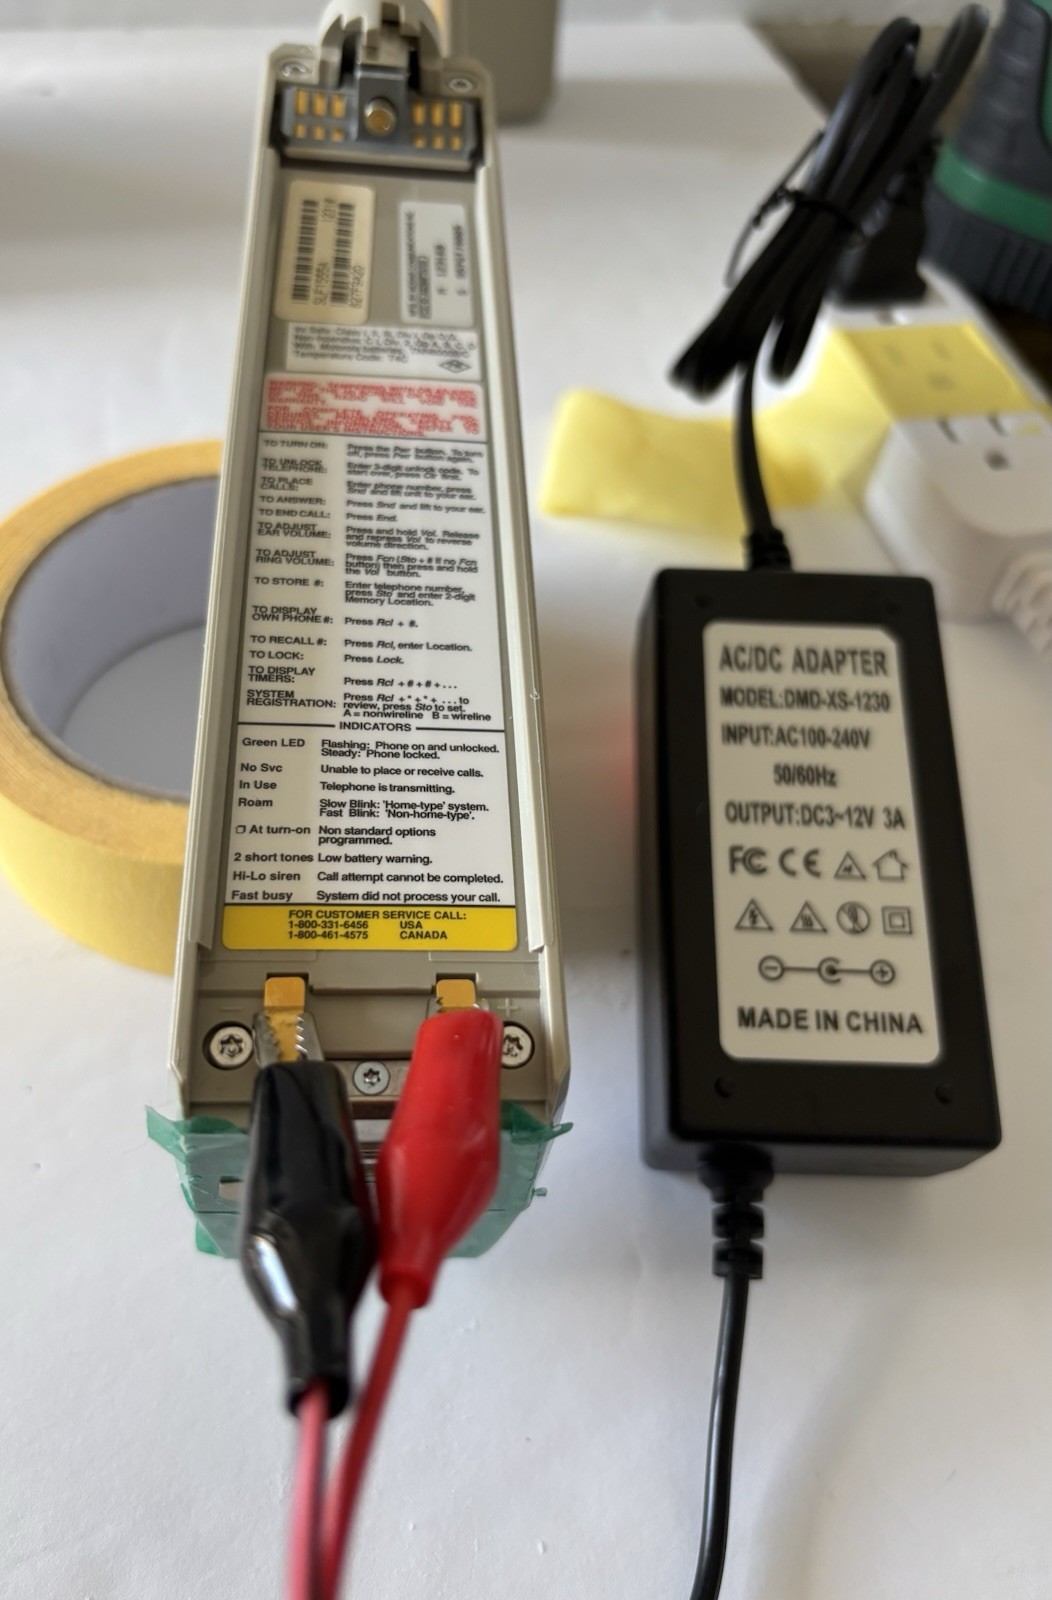 SLF1565A
1231#
827FSA2D
Temperature Code: T4C
TO TURN ON: Press the Pwr button. To turn
off, press Pwr button again.
TO UNLOCK
TELEPHONE: Enter 3-digit unlock code. To
start over, press Clr first.
TO PLACE
CALLS: Enter phone number, press
Snd and lift unit to your ear.
TO ANSWER: Press Snd and lift to your ear.
TO END CALL: Press End.
TO ADJUST
EAR VOLUME: Press and hold Vol. Release
and repress Vol to reverse
volume direction.
TO ADJUST
RING VOLUME: Press Fcn (Sto + # if no Fcn
button) then press and hold
the Vol button.
TO STORE #: Enter telephone number,
press Sto and enter 2-digit
Memory Location.
TO DISPLAY
OWN PHONE #: Press Rcl + #.
TO RECALL #: Press Rcl, enter Location.
TO LOCK: Press Lock.
TO DISPLAY
TIMERS: Press Rcl + # + # + . . .
SYSTEM
REGISTRATION: Press Rcl + * + * + . . . to
review, press Sto to set.
A = nonwireline B = wireline
INDICATORS
Green LED Flashing: Phone on and unlocked.
Steady: Phone locked.
No Svc Unable to place or receive calls.
In Use Telephone is transmitting.
Roam Slow Blink: 'Home-type' system.
Fast Blink: 'Non-home-type'.
❐ At turn-on Non standard options
programmed.
2 short tones Low battery warning.
Hi-Lo siren Call attempt cannot be completed.
Fast busy System did not process your call.
FOR CUSTOMER SERVICE CALL:
1-800-331-6456 USA
1-800-461-4575 CANADA
− +
AC/DC ADAPTER
MODEL:DMD-XS-1230
INPUT:AC100-240V
50/60Hz
OUTPUT:DC3~12V 3A
FC CE
MADE IN CHINA